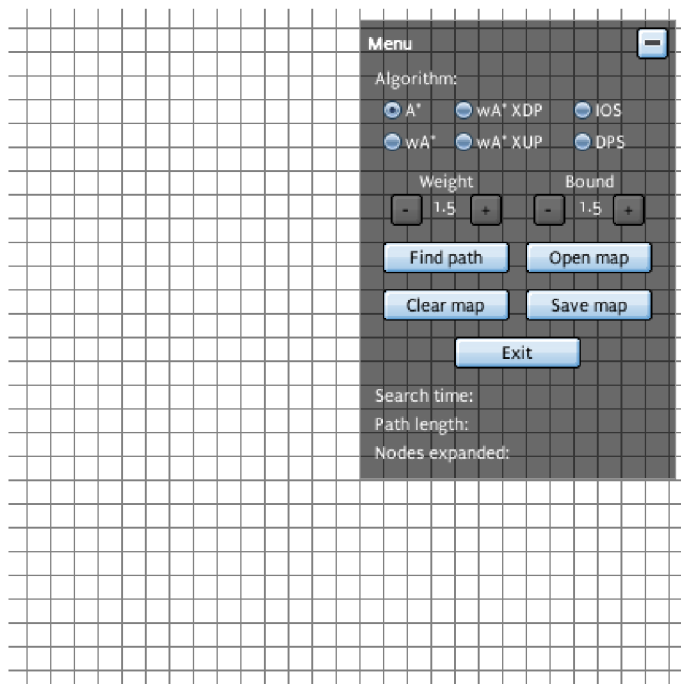 Menu
Algorithm:
A* wA* XDP IOS
wA* wA* XUP DPS
Weight Bound
- 1.5 + - 1.5 +
Find path Open map
Clear map Save map
Exit
Search time:
Path length:
Nodes expanded: